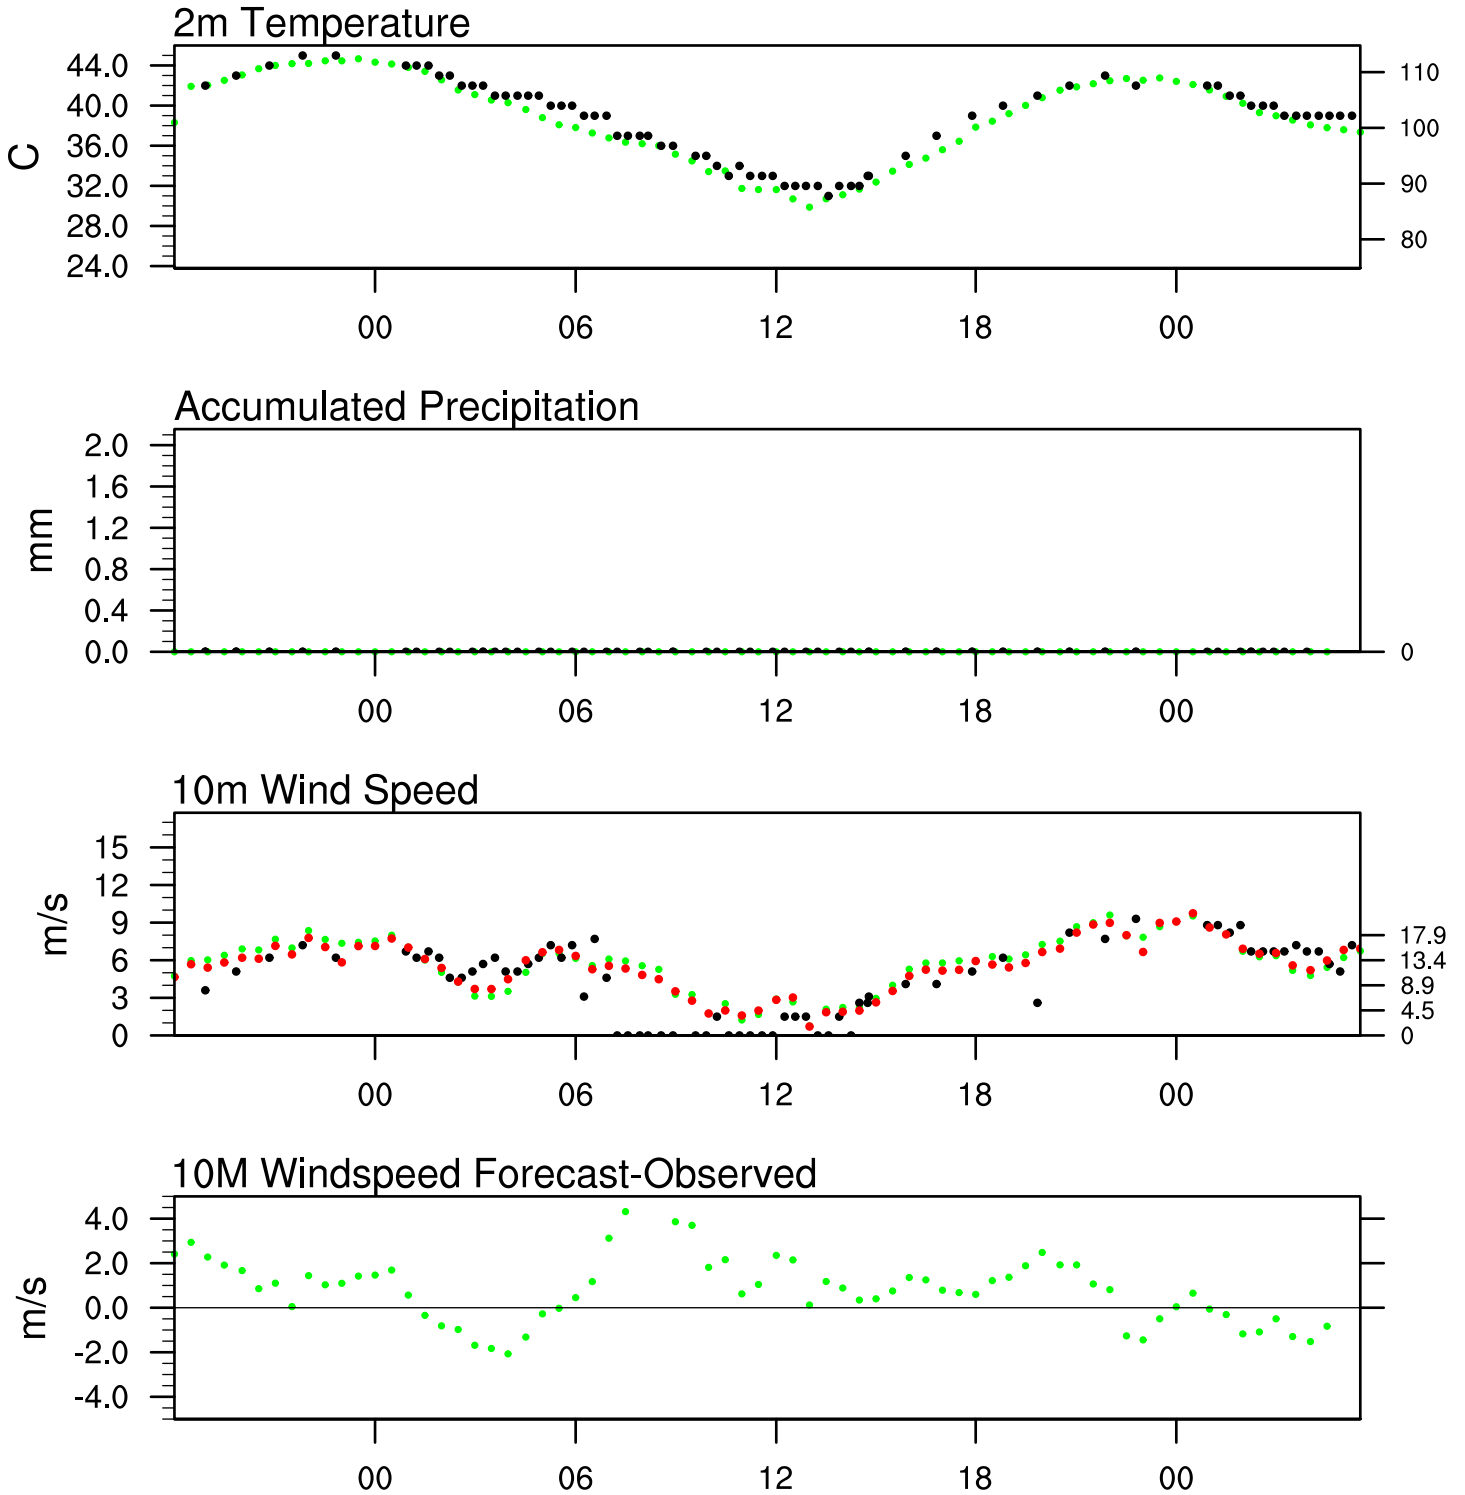 2m Temperature
44.0
40.0
36.0
32.0
28.0
24.0
C
110
100
90
80
00 06 12 18 00
Accumulated Precipitation
2.0
1.6
1.2
0.8
0.4
0.0
mm
0
00 06 12 18 00
10m Wind Speed
15
12
9
6
3
0
m/s
17.9
13.4
8.9
4.5
0
00 06 12 18 00
10M Windspeed Forecast-Observed
4.0
2.0
0.0
-2.0
-4.0
m/s
00 06 12 18 00